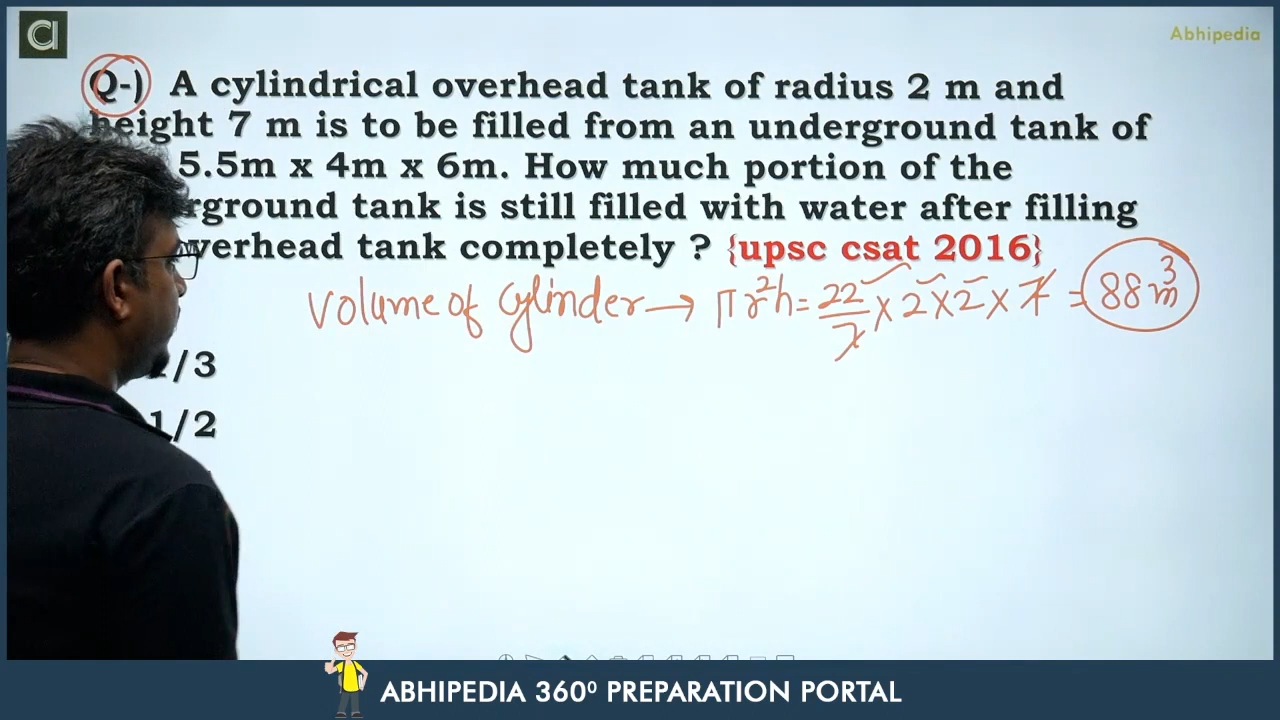 CA
Abhipedia
Q-) A cylindrical overhead tank of radius 2 m and
height 7 m is to be filled from an underground tank of
5.5m x 4m x 6m. How much portion of the
rground tank is still filled with water after filling
verhead tank completely ? {upsc csat 2016}
Volume of Cylinder → πr²h = 22/7 x 2 x 2 x 7 = 88 m³
1/3
1/2
ABHIPEDIA 360⁰ PREPARATION PORTAL